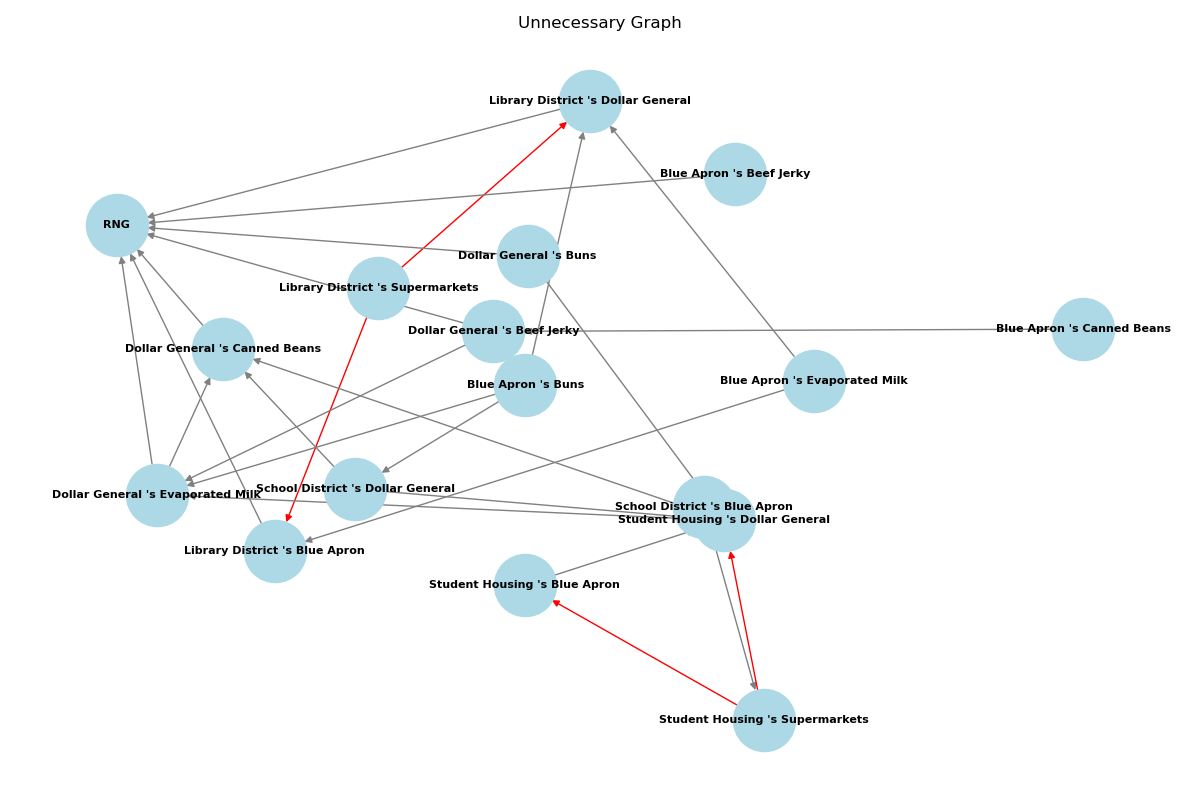 Unnecessary Graph
Library District 's Dollar General
Blue Apron 's Beef Jerky
RNG
Dollar General 's Buns
Library District 's Supermarkets
Dollar General 's Beef Jerky
Blue Apron 's Canned Beans
Dollar General 's Canned Beans
Blue Apron 's Evaporated Milk
Blue Apron 's Buns
School District 's Dollar General
Dollar General 's Evaporated Milk
School District 's Blue Apron
Student Housing 's Dollar General
Library District 's Blue Apron
Student Housing 's Blue Apron
Student Housing 's Supermarkets